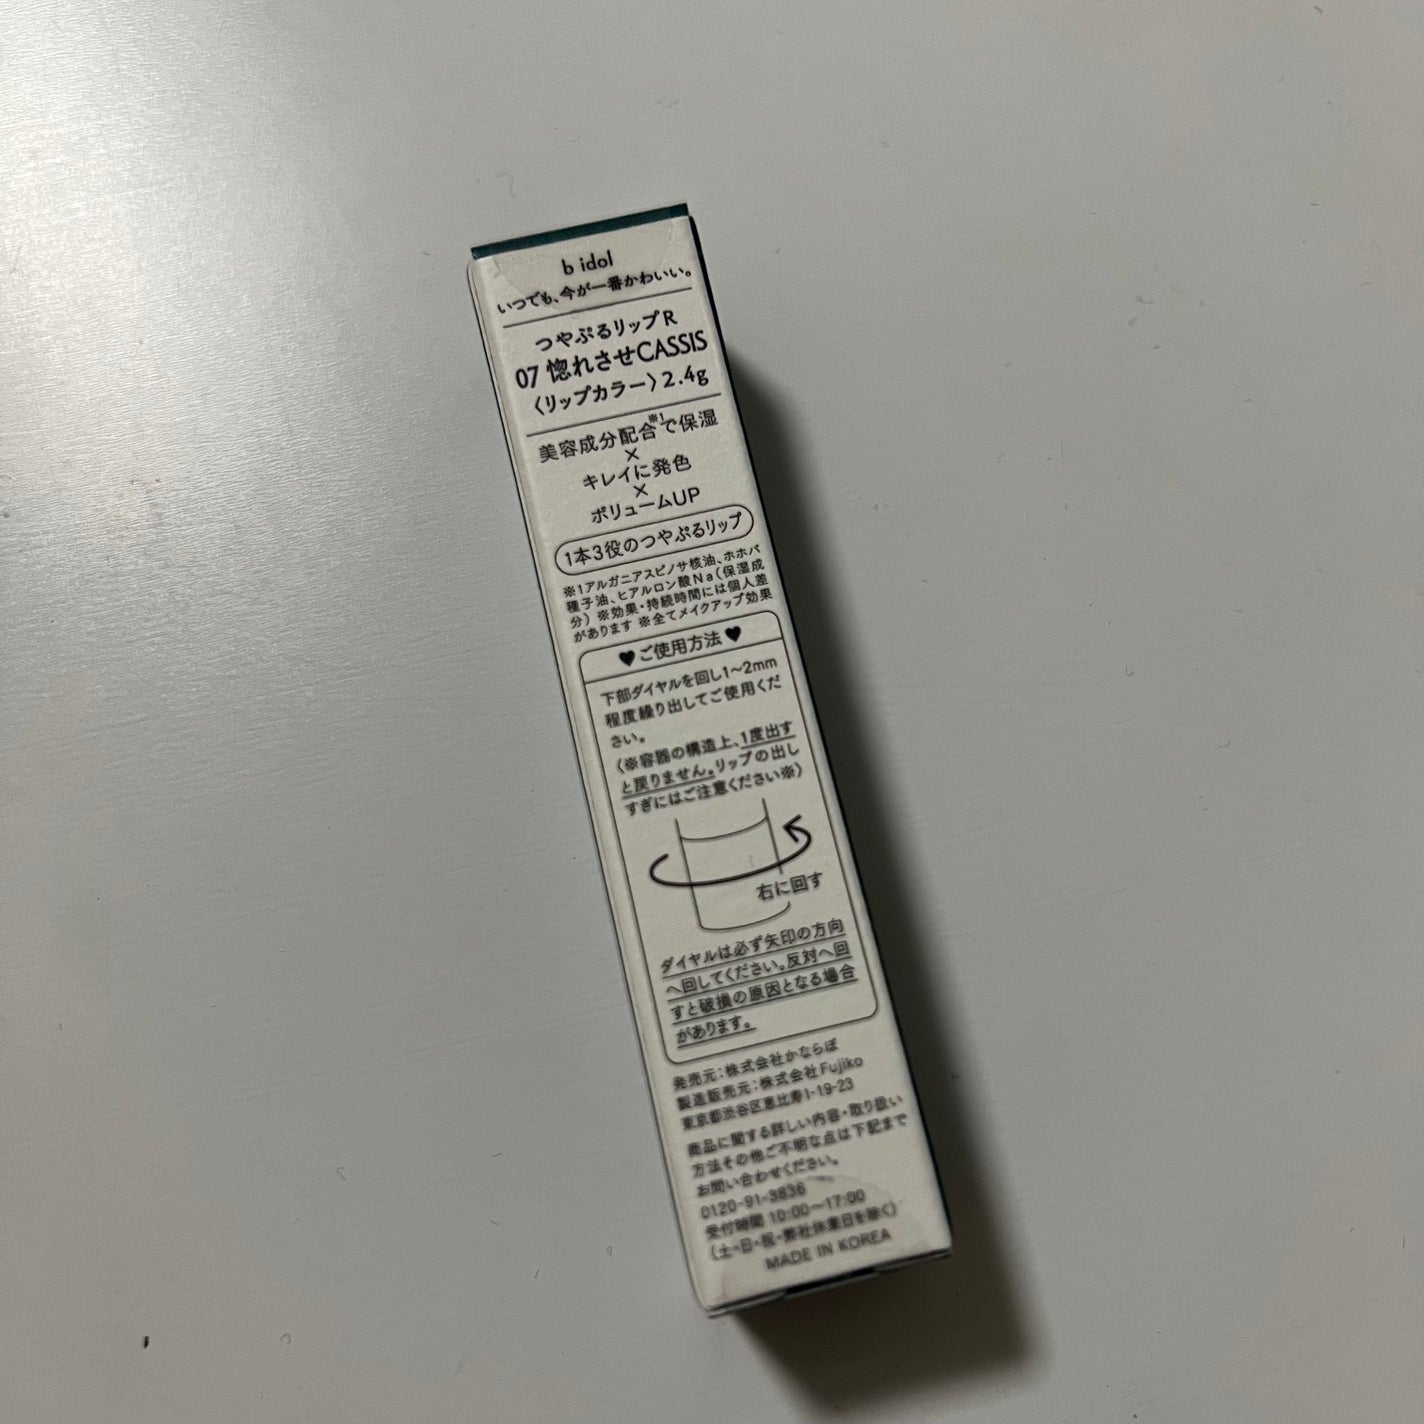 b idol
いつでも、今が一番かわいい。
つやぷるリップR
07 惚れさせCASSIS
〈リップカラー〉2.4g
美容成分配合※1で保湿
×
キレイに発色
×
ボリュームUP
1本3役のつやぷるリップ
※1アルガニアスピノサ核油、ホホバ
種子油、ヒアルロン酸Na(保湿成
分) ※効果・持続時間には個人差
があります ※全てメイクアップ効果
♥ご使用方法♥
下部ダイヤルを回し1〜2mm
程度繰り出してご使用くだ
さい。
(※容器の構造上、1度出す
と戻りません。リップの出し
すぎにはご注意ください※)
右に回す
ダイヤルは必ず矢印の方向
へ回してください。反対へ回
すと破損の原因となる場合
があります。
発売元:株式会社かならぼ
製造販売元:株式会社Fujiko
東京都渋谷区恵比寿1-19-23
商品に関する詳しい内容・取り扱い
方法その他ご不明な点は下記まで
お問い合わせください。
0120-91-3836
受付時間 10:00〜17:00
(土・日・祝・弊社休業日を除く)
MADE IN KOREA